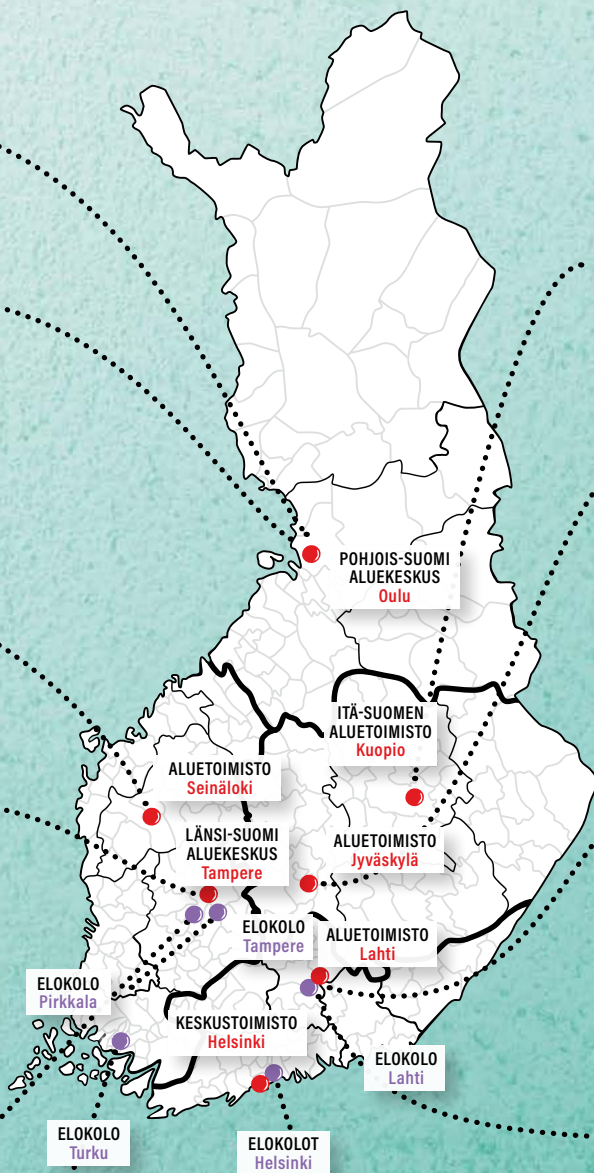 POHJOIS-SUOMI
ALUEKESKUS
Oulu
ITÄ-SUOMEN
ALUETOIMISTO
Kuopio
ALUETOIMISTO
Seinäloki
LÄNSI-SUOMI
ALUEKESKUS
Tampere
ALUETOIMISTO
Jyväskylä
ELOKOLO
Tampere
ALUETOIMISTO
Lahti
ELOKOLO
Pirkkala
KESKUSTOIMISTO
Helsinki
ELOKOLO
Lahti
ELOKOLO
Turku
ELOKOLOT
Helsinki